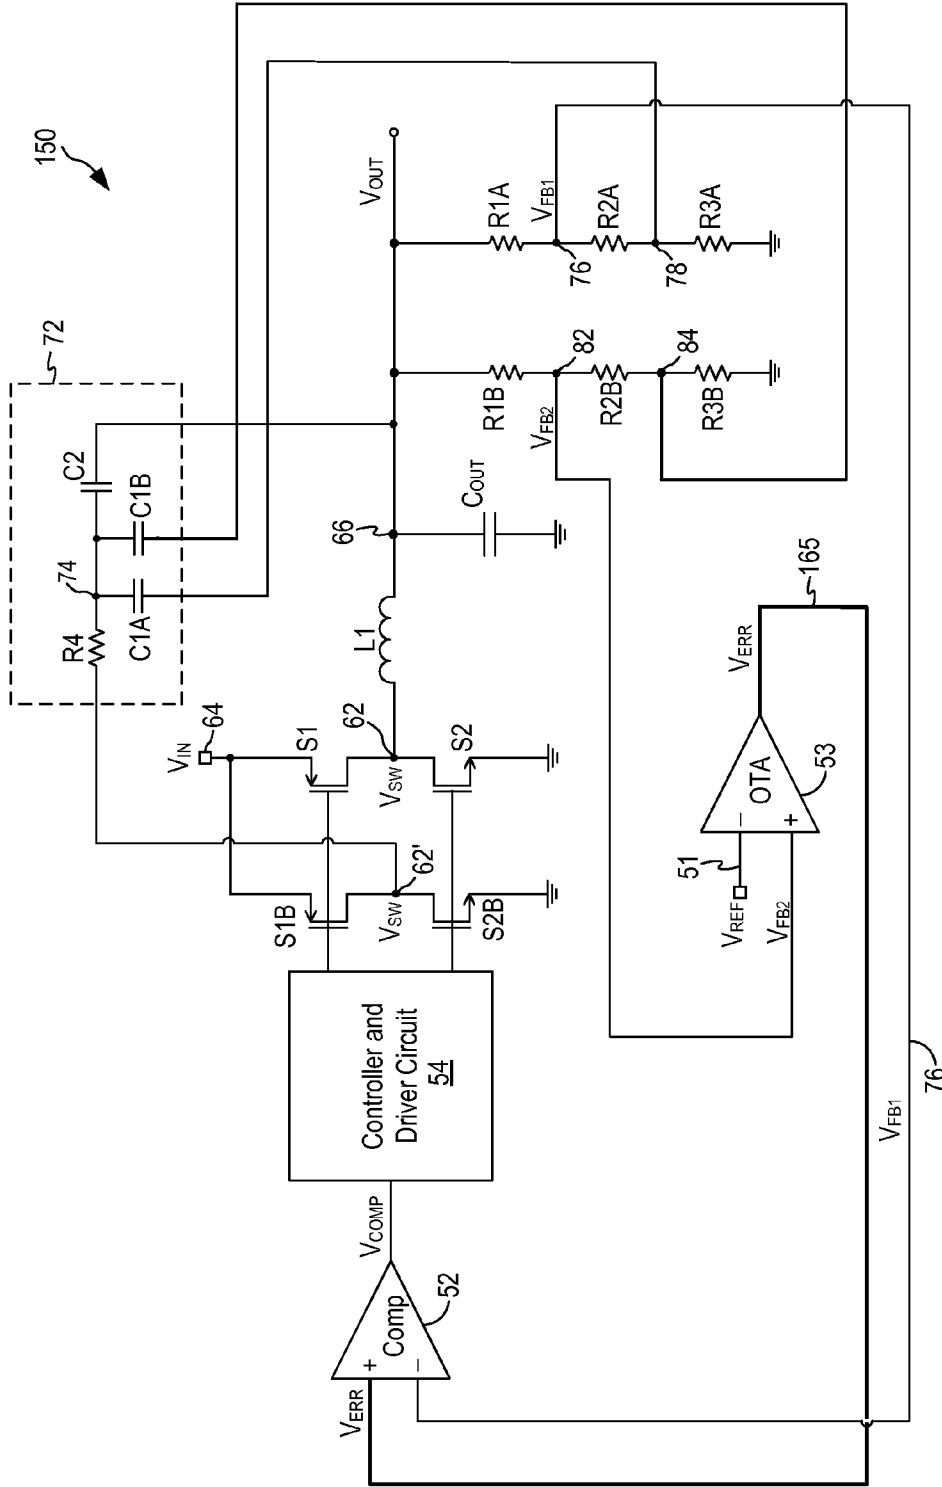 150
72
C2
C1B
74
R4
C1A
64
VIN
S1
62
VSW
S2
S1B
VSW
62'
S2B
L1
66
COUT
VOUT
R1B
VFB2
82
R2B
84
R3B
R1A
VFB1
76
R2A
78
R3A
Controller and
Driver Circuit
54
VCOMP
Comp
+
−
52
VERR
VERR
165
OTA
−
+
53
51
VREF
VFB2
VFB1
76